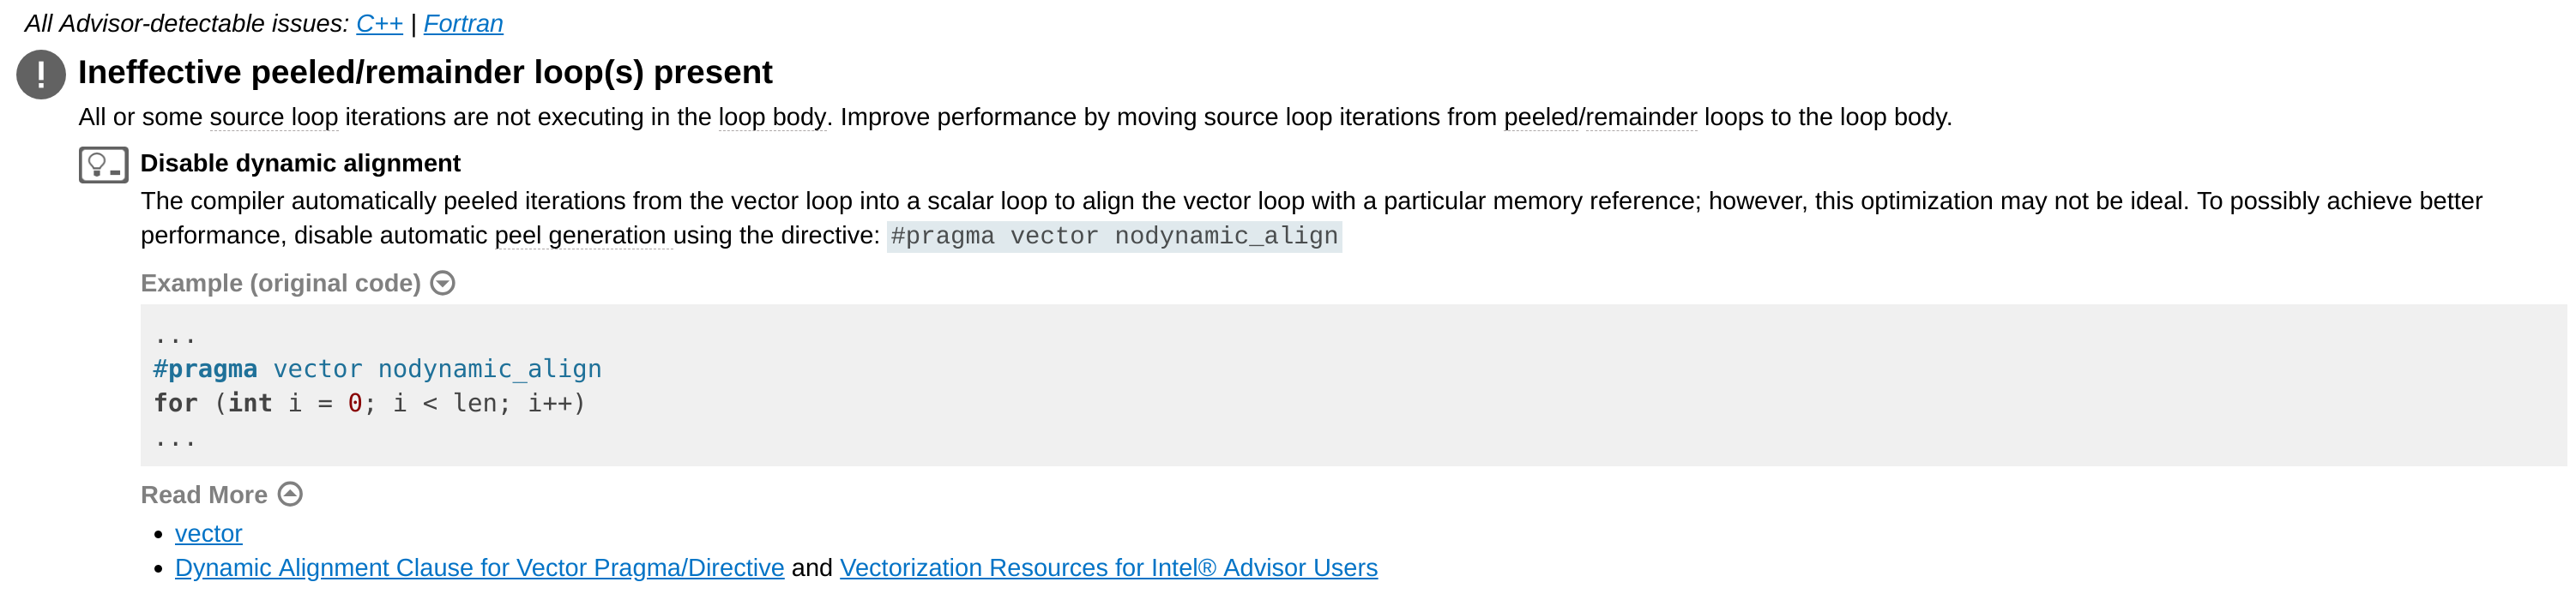 All Advisor-detectable issues: C++ | Fortran
Ineffective peeled/remainder loop(s) present
All or some source loop iterations are not executing in the loop body. Improve performance by moving source loop iterations from peeled/remainder loops to the loop body.
Disable dynamic alignment
The compiler automatically peeled iterations from the vector loop into a scalar loop to align the vector loop with a particular memory reference; however, this optimization may not be ideal. To possibly achieve better
performance, disable automatic peel generation using the directive: #pragma vector nodynamic_align
Example (original code)
...
#pragma vector nodynamic_align
for (int i = 0; i < len; i++)
...
Read More
• vector
• Dynamic Alignment Clause for Vector Pragma/Directive and Vectorization Resources for Intel® Advisor Users